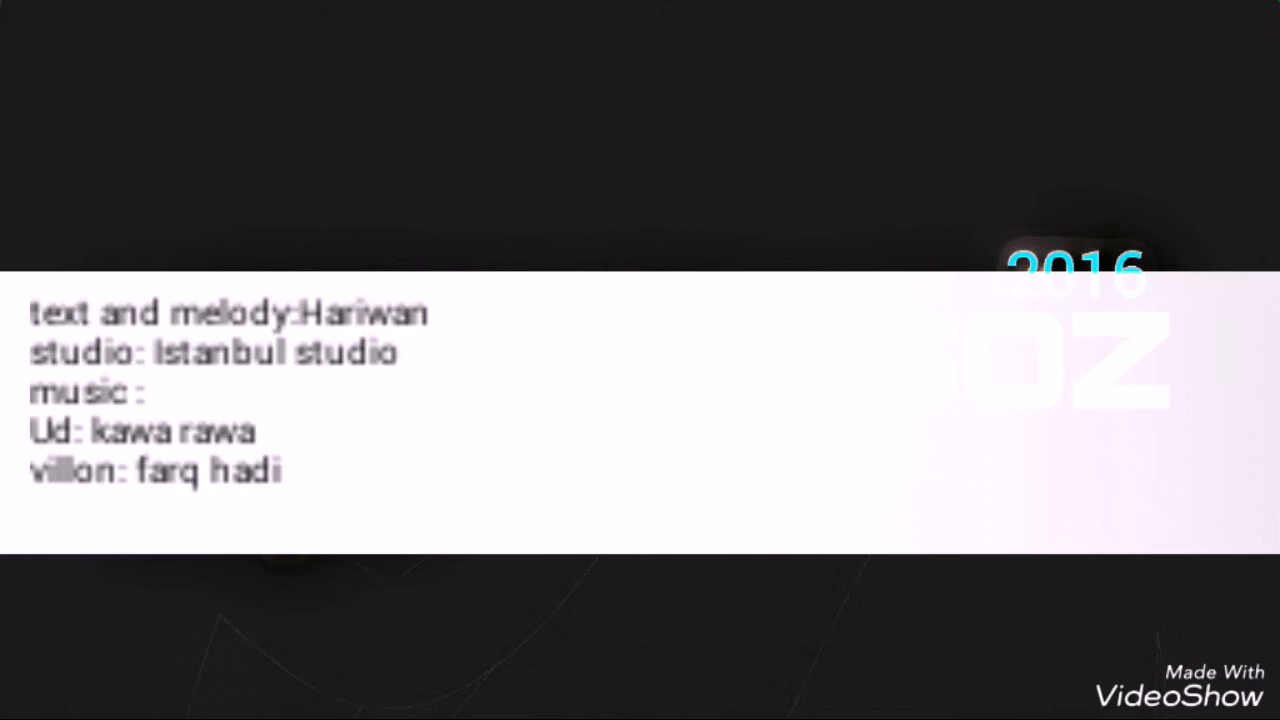 2016
text and melody:Hariwan
studio: Istanbul studio
music :
Ud: kawa rawa
villon: farq hadi
Made With
VideoShow